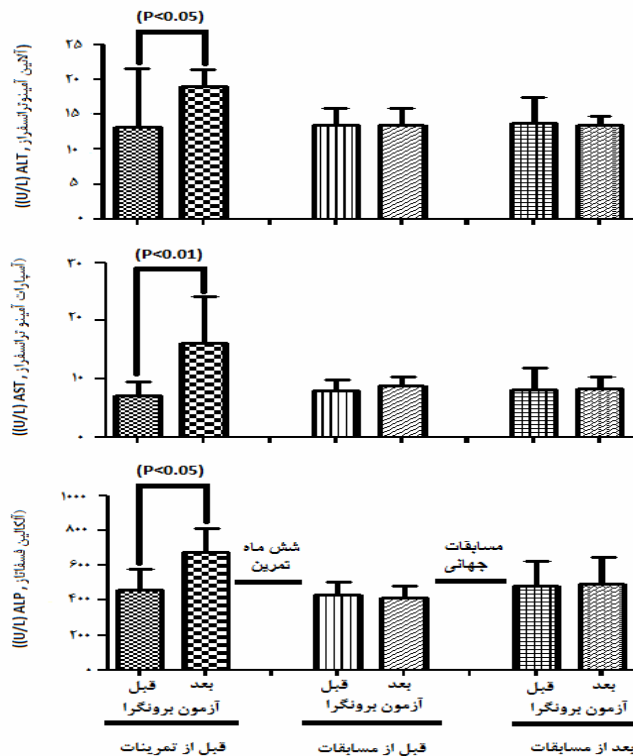 (P<0.05)
((U/L) ALT , آلانین آمینوترانسفراز)
۲۵
۲۰
۱۵
۱۰
۵
۰
(P<0.01)
((U/L) AST , آسپارات آمینو ترانسفراز)
۳۰
۲۰
۱۰
۰
(P<0.05)
((U/L) ALP , آلکالین فسفاتاز)
۱۰۰۰
۸۰۰
۶۰۰
۴۰۰
۲۰۰
۰
شش ماه
تمرین
مسابقات
جهانی
قبل بعد
آزمون برونگرا
قبل از تمرینات
قبل بعد
آزمون برونگرا
قبل از مسابقات
قبل بعد
آزمون برونگرا
بعد از مسابقات